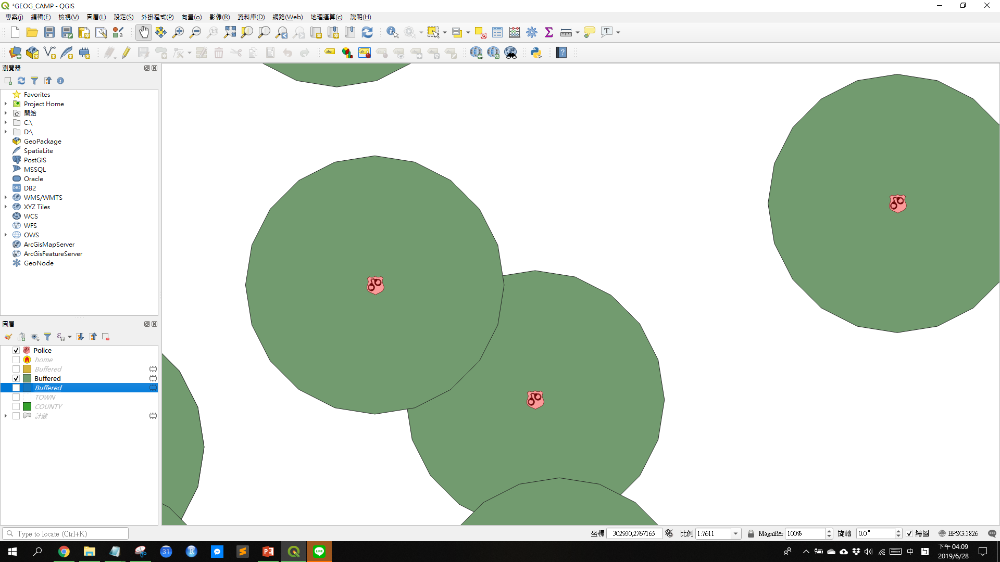 *GEOG_CAMP - QGIS
專案(j) 編輯(E) 檢視(V) 圖層(L) 設定(S) 外掛程式(P) 向量(o) 影像(R) 資料庫(D) 網路(Web) 地理運算(c) 說明(H)
瀏覽器
Favorites
Project Home
開始
C:\
D:\
GeoPackage
SpatiaLite
PostGIS
MSSQL
Oracle
DB2
WMS/WMTS
XYZ Tiles
WCS
WFS
OWS
ArcGisMapServer
ArcGisFeatureServer
GeoNode
圖層
Police
home
Buffered
Buffered
Buffered
TOWN
COUNTY
計數
Type to locate (Ctrl+K)
坐標 302930,2767165 比例 1:7611 Magnifier 100% 旋轉 0.0° 繪圖 EPSG:3826
中
下午 04:09
2019/6/28